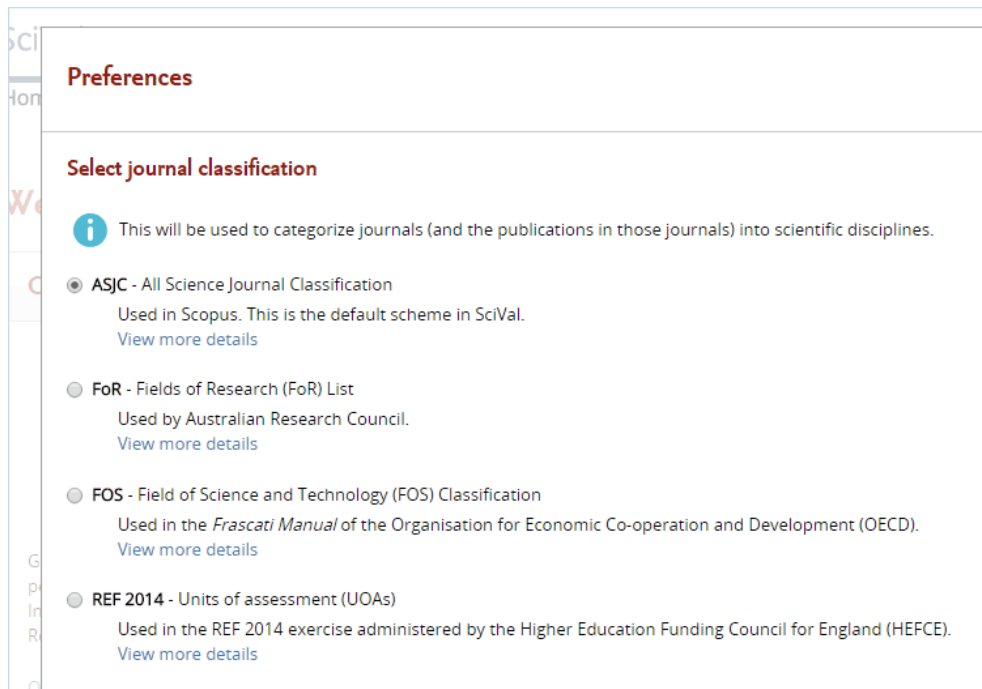 Sci
Preferences
Hom
Select journal classification
We
This will be used to categorize journals (and the publications in those journals) into scientific disciplines.
ASJC - All Science Journal Classification
Used in Scopus. This is the default scheme in SciVal.
View more details
FoR - Fields of Research (FoR) List
Used by Australian Research Council.
View more details
FOS - Field of Science and Technology (FOS) Classification
Used in the Frascati Manual of the Organisation for Economic Co-operation and Development (OECD).
View more details
REF 2014 - Units of assessment (UOAs)
Used in the REF 2014 exercise administered by the Higher Education Funding Council for England (HEFCE).
View more details